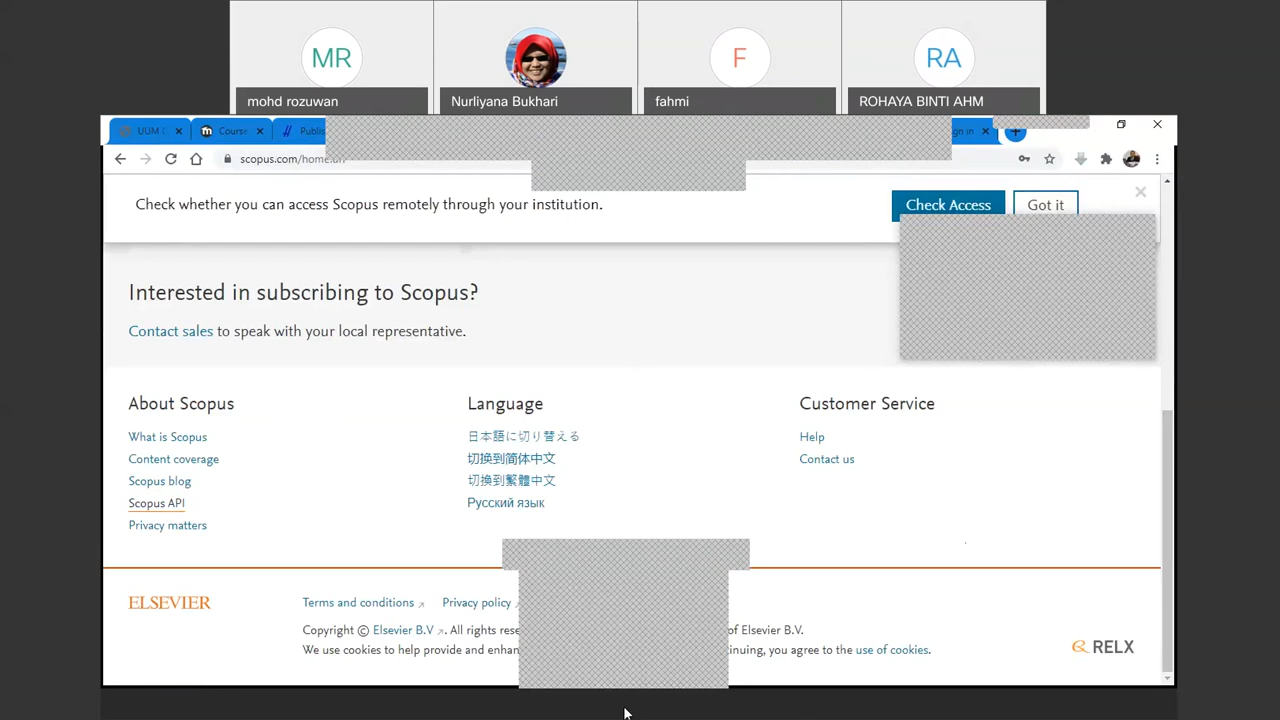 MR
F
RA
mohd rozuwan
Nurliyana Bukhari
fahmi
ROHAYA BINTI AHM
UUM
Course
Publis
in
scopus.com/home.uri
Check whether you can access Scopus remotely through your institution.
Check Access
Got it
Interested in subscribing to Scopus?
Contact sales to speak with your local representative.
About Scopus
What is Scopus
Content coverage
Scopus blog
Scopus API
Privacy matters
Language
日本語に切り替える
切换到简体中文
切換到繁體中文
Русский язык
Customer Service
Help
Contact us
ELSEVIER
Terms and conditions
Privacy policy
Copyright © Elsevier B.V. All rights rese
of Elsevier B.V.
We use cookies to help provide and enhan
tinuing, you agree to the use of cookies.
RELX